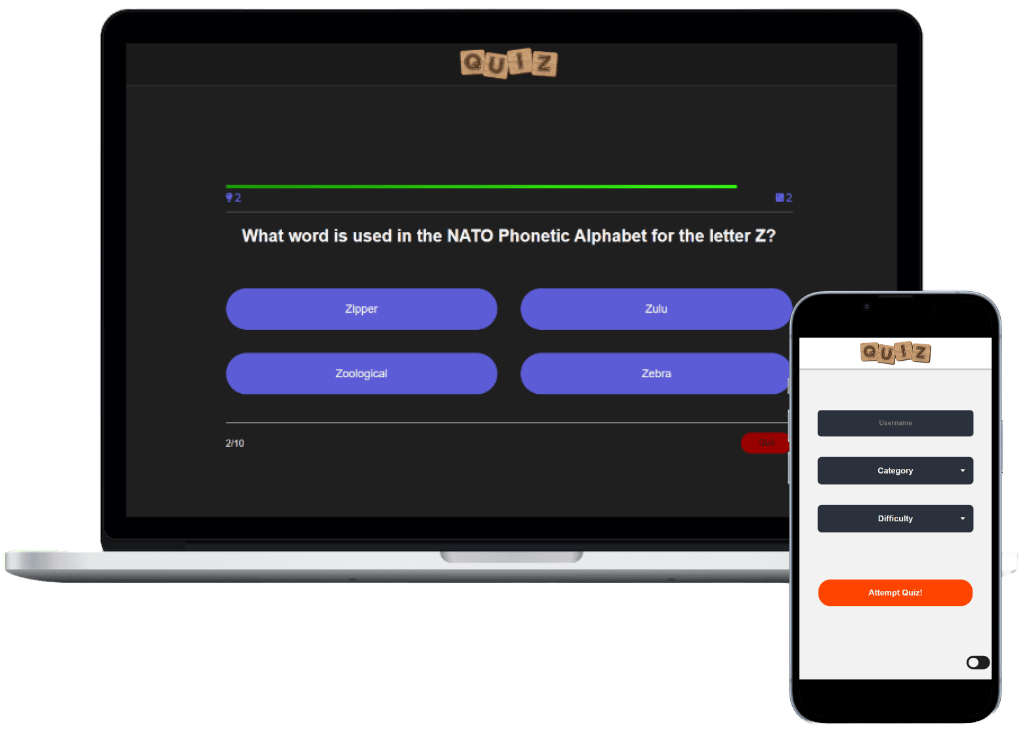 QUIZ
2
2
What word is used in the NATO Phonetic Alphabet for the letter Z?
Zipper
Zulu
Zoological
Zebra
2/10
QUIZ
Username
Category
Difficulty
Attempt Quiz!